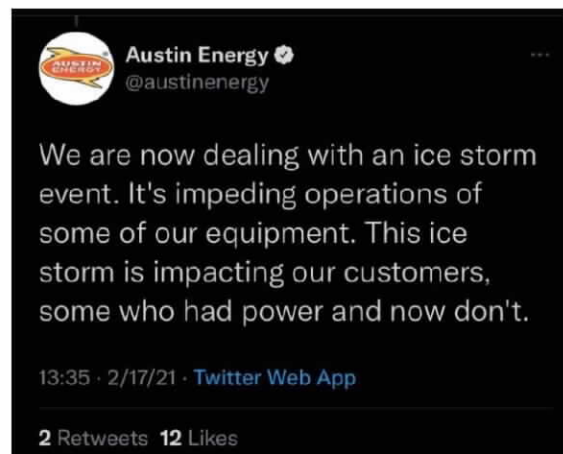 AUSTIN
ENERGY
Austin Energy
@austinenergy
We are now dealing with an ice storm
event. It's impeding operations of
some of our equipment. This ice
storm is impacting our customers,
some who had power and now don't.
13:35 · 2/17/21 · Twitter Web App
2 Retweets 12 Likes